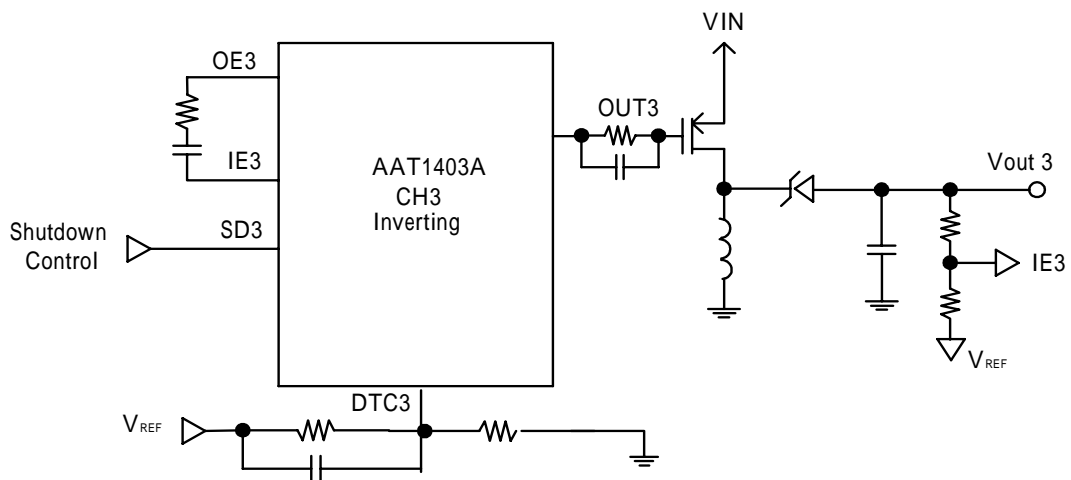 VIN
OE3
OUT3
IE3
AAT1403A
CH3
Inverting
Vout 3
Shutdown
Control
SD3
IE3
VREF
DTC3
VREF